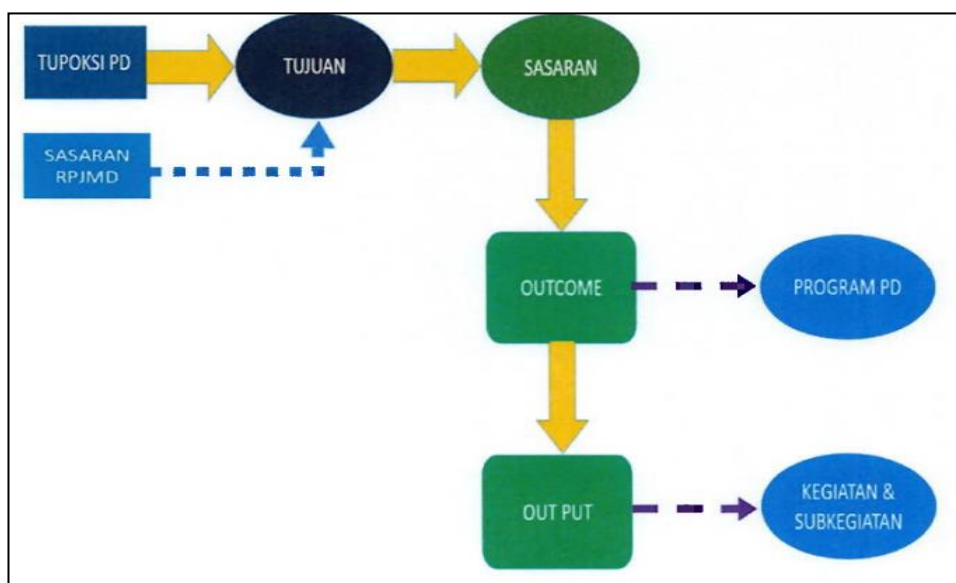 TUPOKSI PD
TUJUAN
SASARAN
SASARAN
RPJMD
OUTCOME
PROGRAM PD
OUT PUT
KEGIATAN &
SUBKEGIATAN